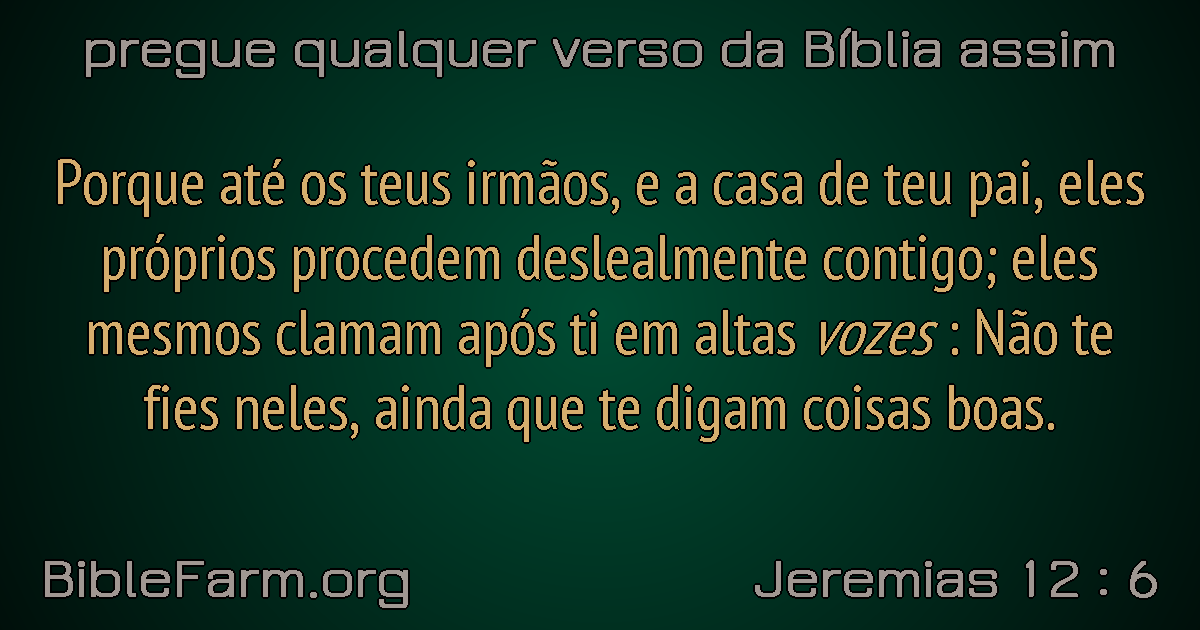 pregue qualquer verso da Bíblia assim
Porque até os teus irmãos, e a casa de teu pai, eles
próprios procedem deslealmente contigo; eles
mesmos clamam após ti em altas vozes : Não te
fies neles, ainda que te digam coisas boas.
BibleFarm.org
Jeremias 12 : 6